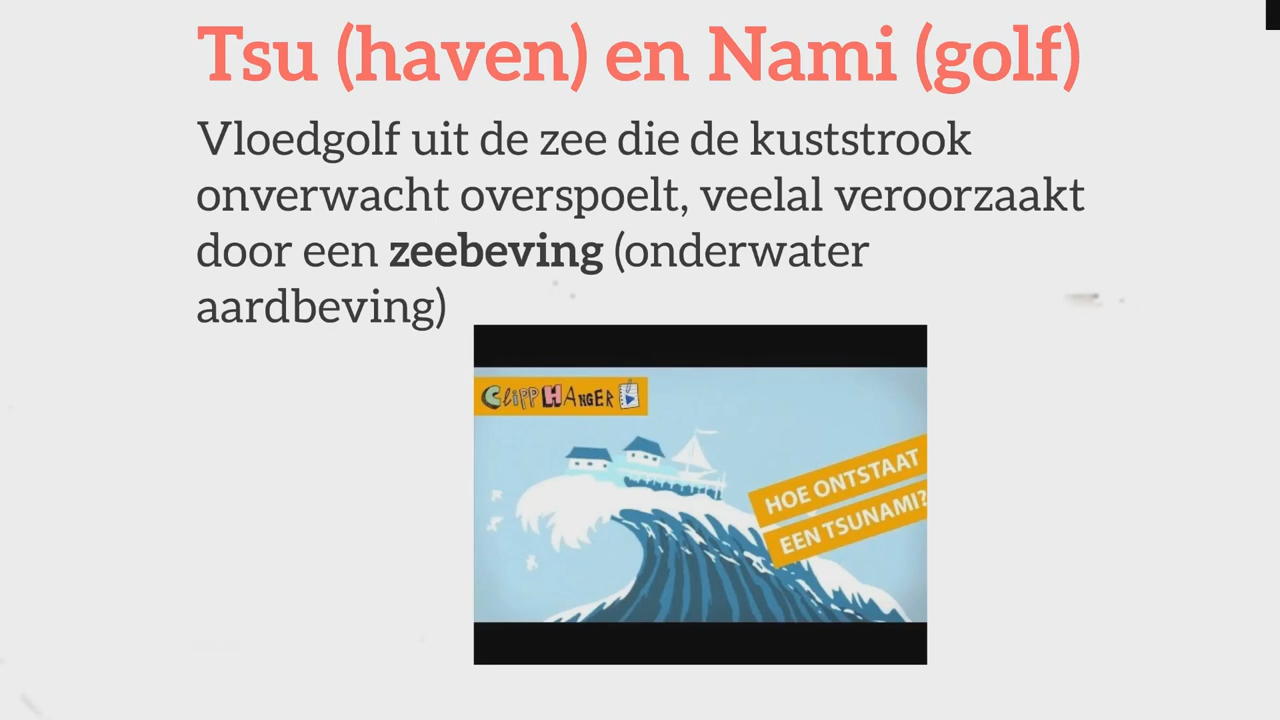 Tsu (haven) en Nami (golf)
Vloedgolf uit de zee die de kuststrook
onverwacht overspoelt, veelal veroorzaakt
door een zeebeving (onderwater
aardbeving)
CLIPPHANGER
HOE ONTSTAAT
EEN TSUNAMI?